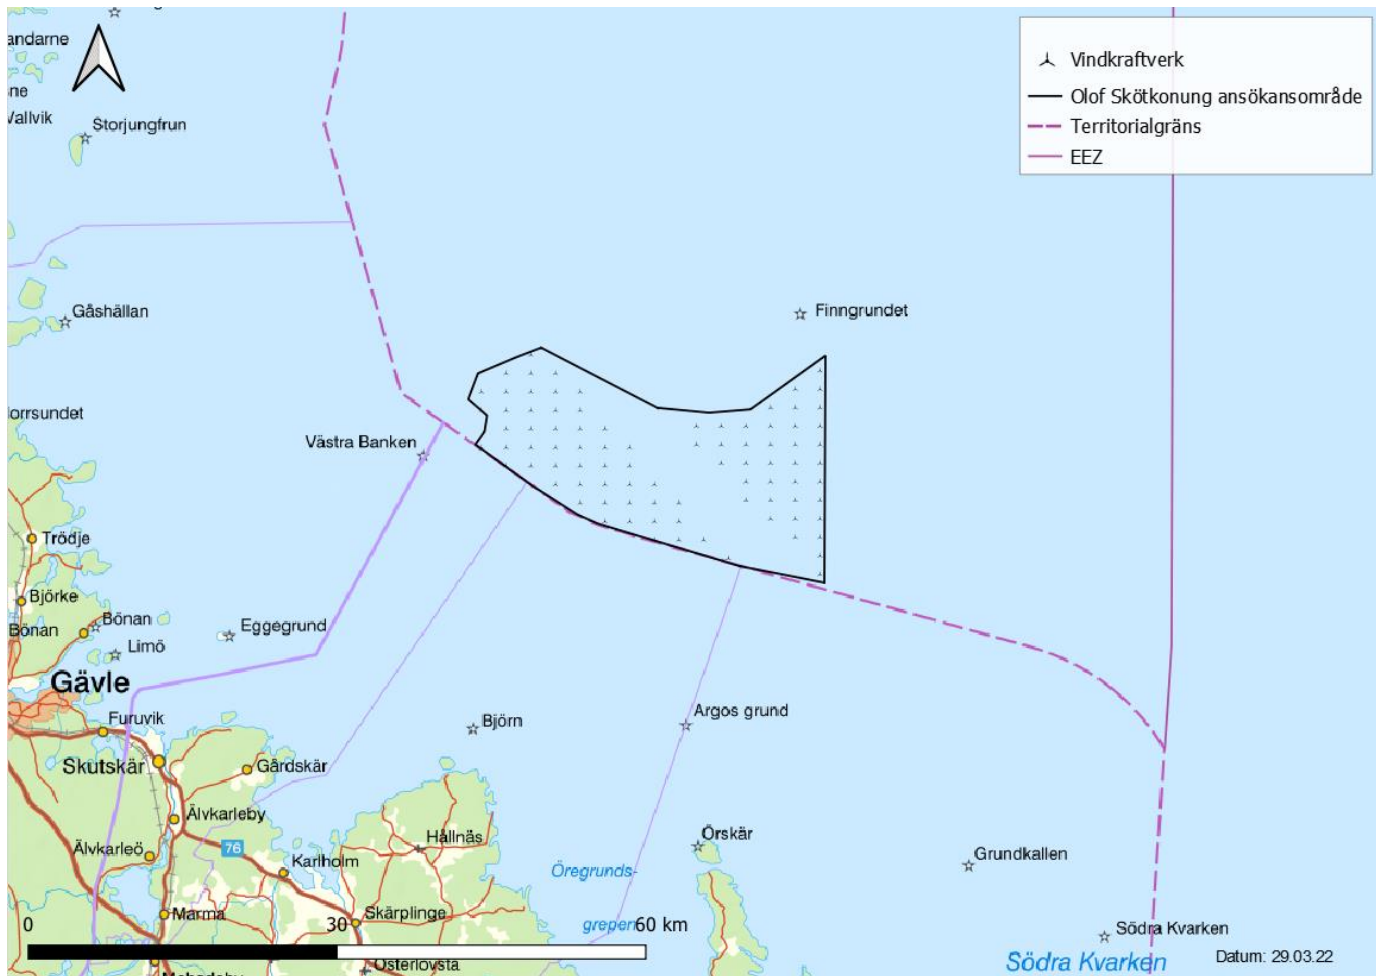 andarne
ne
Vallvik
Storjungfrun
Vindkraftverk
Olof Skötkonung ansökansområde
Territorialgräns
EEZ
Gåshällan
Finngrundet
orrsundet
Västra Banken
Trödje
Björke
Bönan
Bönan
Limö
Eggegrund
Gävle
Furuvik
Björn
Argos grund
Skutskär
Gårdskär
Älvkarleby
Hållnäs
Örskär
Älvkarleö
76
Karlholm
Grundkallen
Öregrunds-
grepen
Marma
Skärplinge
0
30
60 km
Södra Kvarken
Södra Kvarken
Datum: 29.03.22
Österlövsta